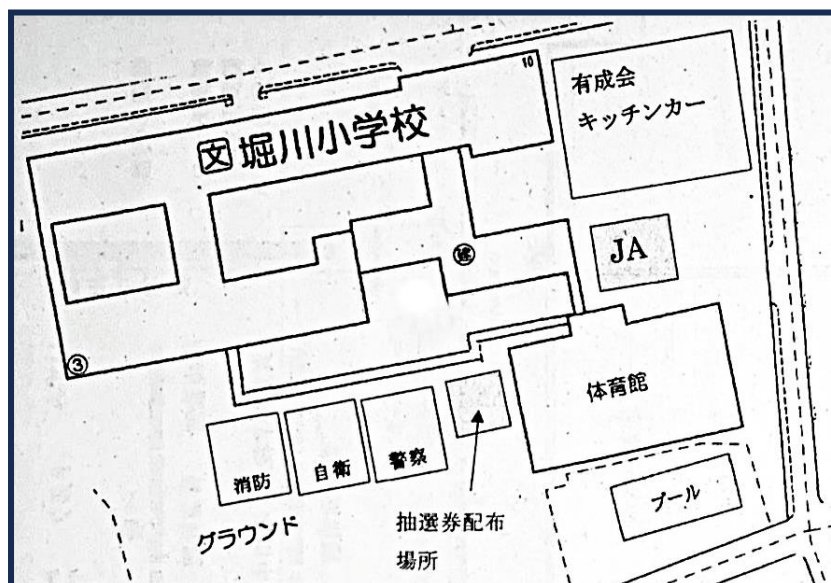 10
有成会
キッチンカー
文 堀川小学校
JA
③
体育館
消防
自衛
警察
プール
グラウンド
抽選券配布
場所